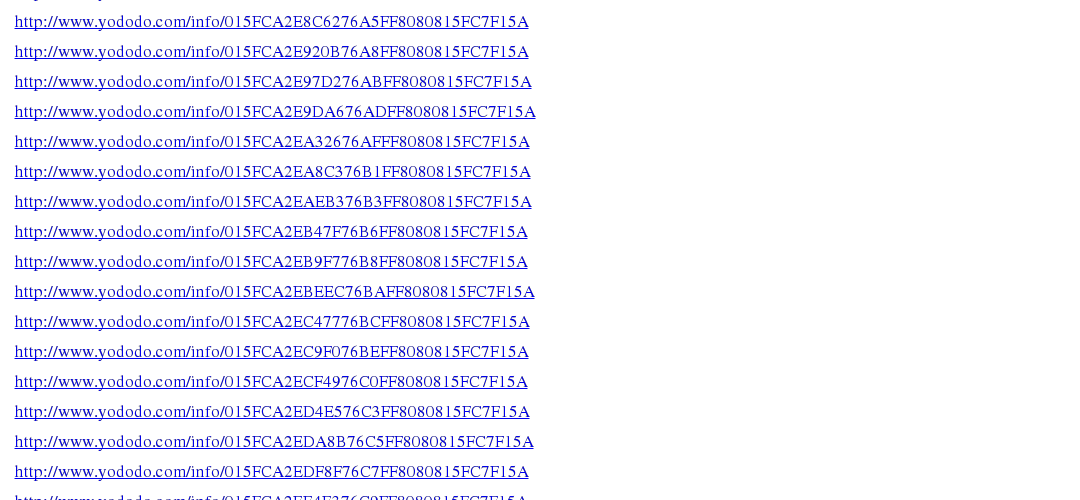 http://www.yododo.com/info/015FCA2E8C6276A5FF8080815FC7F15A
http://www.yododo.com/info/015FCA2E920B76A8FF8080815FC7F15A
http://www.yododo.com/info/015FCA2E97D276ABFF8080815FC7F15A
http://www.yododo.com/info/015FCA2E9DA676ADFF8080815FC7F15A
http://www.yododo.com/info/015FCA2EA32676AFFF8080815FC7F15A
http://www.yododo.com/info/015FCA2EA8C376B1FF8080815FC7F15A
http://www.yododo.com/info/015FCA2EAEB376B3FF8080815FC7F15A
http://www.yododo.com/info/015FCA2EB47F76B6FF8080815FC7F15A
http://www.yododo.com/info/015FCA2EB9F776B8FF8080815FC7F15A
http://www.yododo.com/info/015FCA2EBEEC76BAFF8080815FC7F15A
http://www.yododo.com/info/015FCA2EC47776BCFF8080815FC7F15A
http://www.yododo.com/info/015FCA2EC9F076BEFF8080815FC7F15A
http://www.yododo.com/info/015FCA2ECF4976C0FF8080815FC7F15A
http://www.yododo.com/info/015FCA2ED4E576C3FF8080815FC7F15A
http://www.yododo.com/info/015FCA2EDA8B76C5FF8080815FC7F15A
http://www.yododo.com/info/015FCA2EDF8F76C7FF8080815FC7F15A